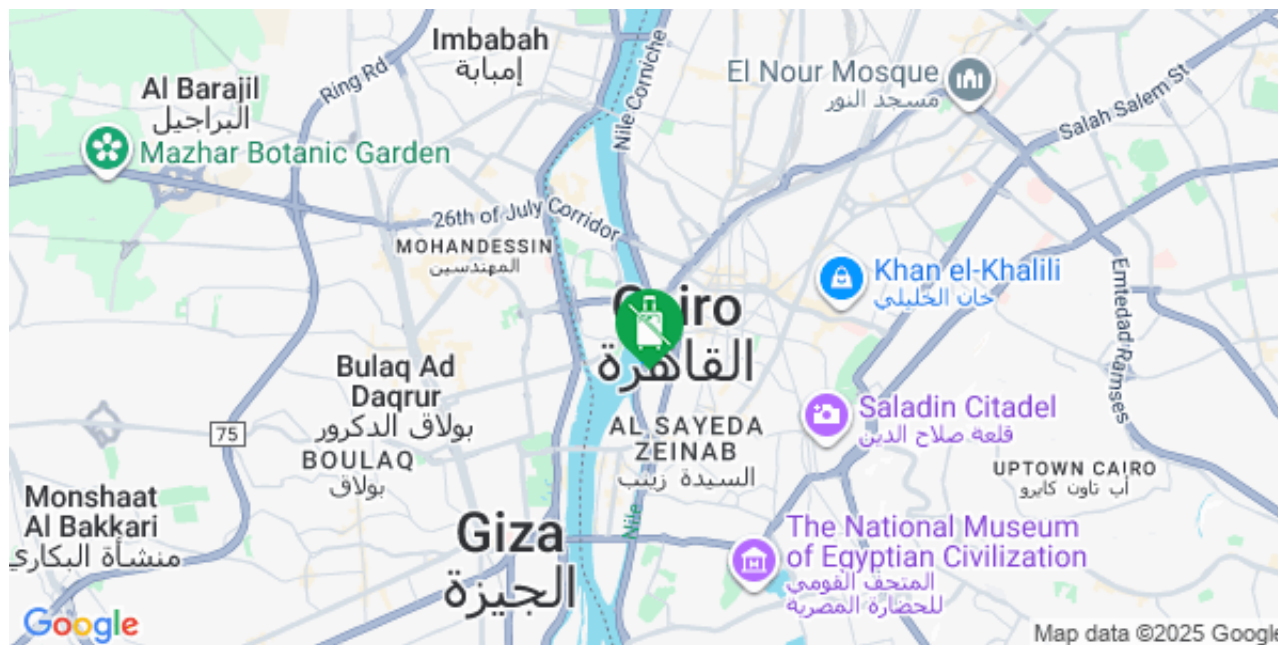 Imbabah
إمبابة
Al Barajil
البراجيل
Mazhar Botanic Garden
Ring Rd
Nile Corniche
El Nour Mosque
مسجد النور
Salah Salem St
26th of July Corridor
MOHANDESSIN
المهندسين
Khan el-Khalili
خان الخليلي
Emtedad Ramses
Cairo
القاهرة
Bulaq Ad
Daqrur
بولاق الدكرور
75
BOULAQ
بولاق
AL SAYEDA
ZEINAB
السيدة زينب
Saladin Citadel
قلعة صلاح الدين
UPTOWN CAIRO
أب تاون كايرو
Monshaat
Al Bakkari
منشأة البكاري
Giza
الجيزة
Nile
The National Museum
of Egyptian Civilization
المتحف القومي
للحضارة المصرية
Google
Map data ©2025 Google